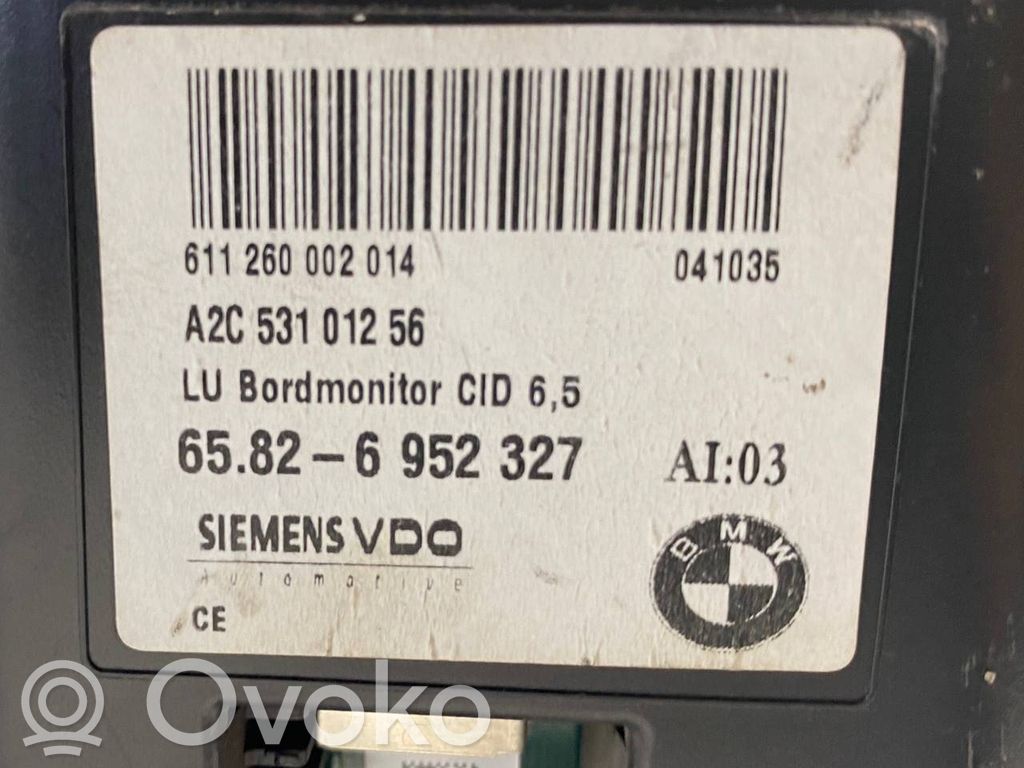 611 260 002 014 041035
A2C 531 012 56
LU Bordmonitor CID 6,5
65.82-6 952 327 AI:03
SIEMENS VDO
Automotive
BMW
CE
Ovoko